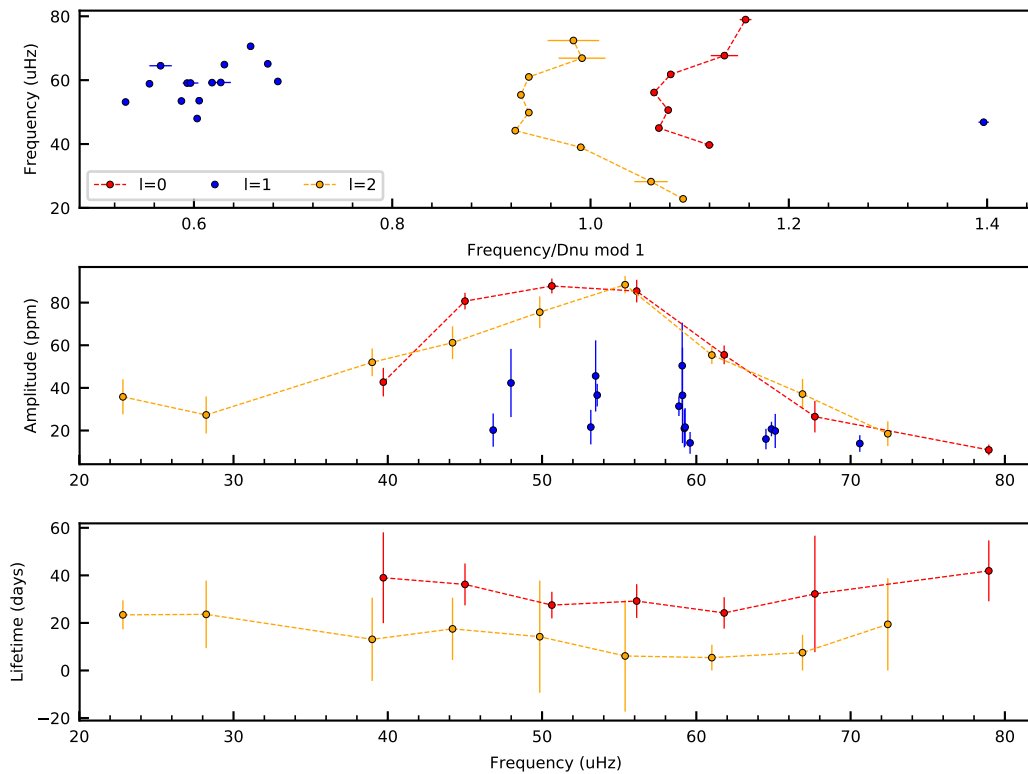 80
60
40
20
Frequency (uHz)
l=0 l=1 l=2
0.6 0.8 1.0 1.2 1.4
Frequency/Dnu mod 1
80
60
40
20
Amplitude (ppm)
20 30 40 50 60 70 80
60
40
20
0
−20
Lifetime (days)
20 30 40 50 60 70 80
Frequency (uHz)